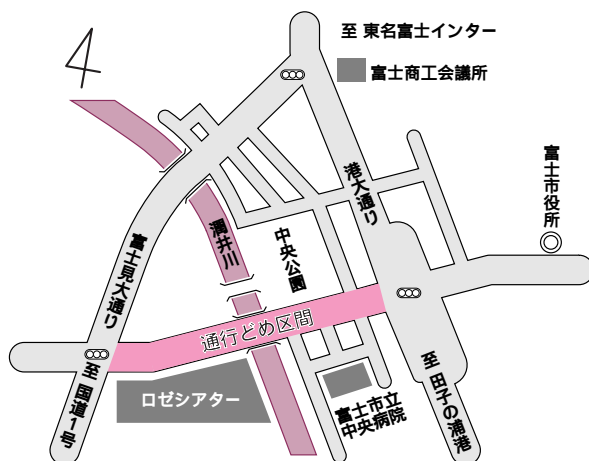 至 東名富士インター
富士商工会議所
富士市役所
港大通り
潤井川
中央公園
富士見大通り
通行どめ区間
至 国道1号
ロゼシアター
富士市立
中央病院
至 田子の浦港